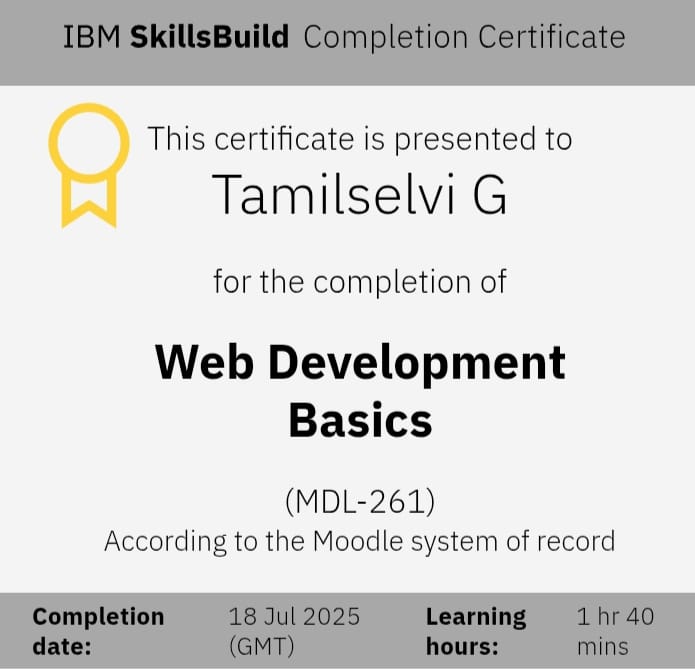 IBM SkillsBuild Completion Certificate
This certificate is presented to
Tamilselvi G
for the completion of
Web Development
Basics
(MDL-261)
According to the Moodle system of record
Completion date:
18 Jul 2025 (GMT)
Learning hours:
1 hr 40 mins